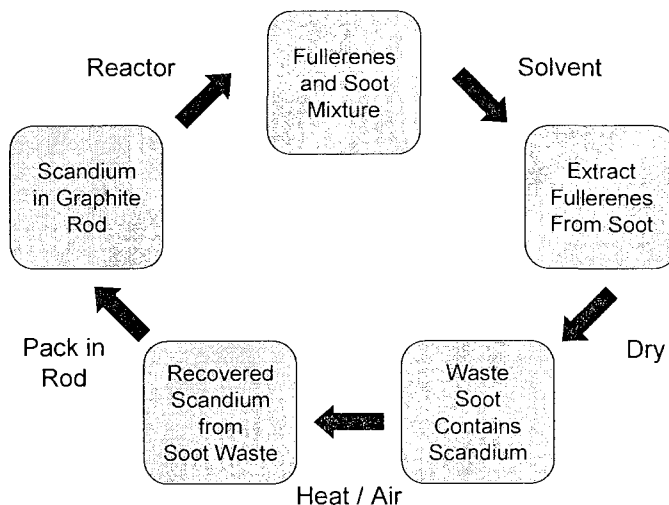 Reactor
Fullerenes
and Soot
Mixture
Solvent
Scandium
in Graphite
Rod
Extract
Fullerenes
From Soot
Pack in
Rod
Recovered
Scandium
from
Soot Waste
Waste
Soot
Contains
Scandium
Dry
Heat / Air